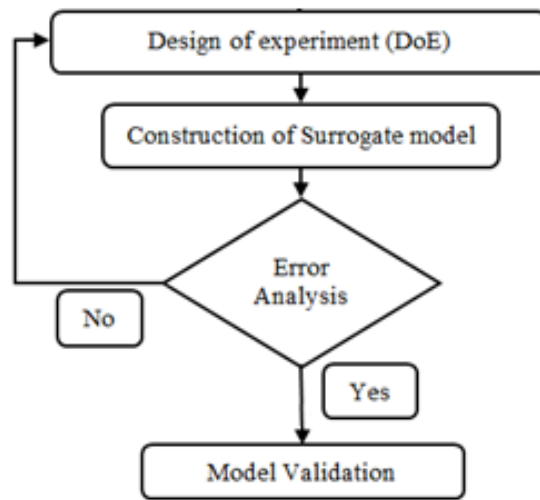 Design of experiment (DoE)
Construction of Surrogate model
Error
Analysis
No
Yes
Model Validation